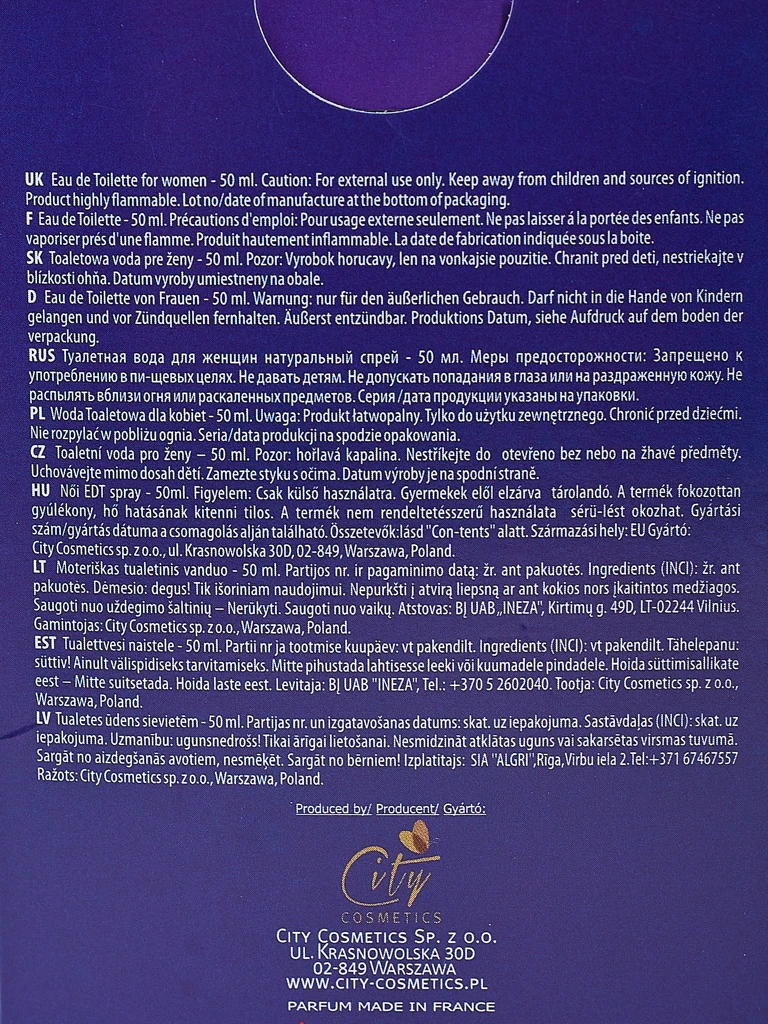 UK Eau de Toilette for women - 50 ml. Caution: For external use only. Keep away from children and sources of ignition.
Product highly flammable. Lot no/date of manufacture at the bottom of packaging.
F Eau de Toilette - 50 ml. Précautions d'emploi: Pour usage externe seulement. Ne pas laisser á la portée des enfants. Ne pas
vaporiser prés d'une flamme. Produit hautement inflammable. La date de fabrication indiquée sous la boite.
SK Toaletowa voda pre ženy - 50 ml. Pozor: Vyrobok horucavy, len na vonkajsie pouzitie. Chranit pred deti, nestriekajte v
blízkosti ohňa. Datum vyroby umiestneny na obale.
D Eau de Toilette von Frauen - 50 ml. Warnung: nur für den äußerlichen Gebrauch. Darf nicht in die Hande von Kindern
gelangen und vor Zündquellen fernhalten. Äußerst entzündbar. Produktions Datum, siehe Aufdruck auf dem boden der
verpackung.
RUS Туалетная вода для женщин натуральный спрей - 50 мл. Меры предосторожности: Запрещено к
употреблению в пи-щевых целях. Не давать детям. Не допускать попадания в глаза или на раздраженную кожу. Не
распылять вблизи огня или раскаленных предметов. Серия /дата продукции указаны на упаковки.
PL Woda Toaletowa dla kobiet - 50 ml. Uwaga: Produkt łatwopalny. Tylko do użytku zewnętrznego. Chronić przed dziećmi.
Nie rozpylać w pobliżu ognia. Seria/data produkcji na spodzie opakowania.
CZ Toaletní voda pro ženy – 50 ml. Pozor: hořlavá kapalina. Nestříkejte do otevřeno bez nebo na žhavé předměty.
Uchovávejte mimo dosah dětí. Zamezte styku s očima. Datum výroby je na spodní straně.
HU Női EDT spray - 50ml. Figyelem: Csak külső használatra. Gyermekek elől elzárva tárolandó. A termék fokozottan
gyúlékony, hő hatásának kitenni tilos. A termék nem rendeltetésszerű használata sérü-lést okozhat. Gyártási
szám/gyártás dátuma a csomagolás alján található. Összetevők:lásd "Con-tents" alatt. Származási hely: EU Gyártó:
City Cosmetics sp. z o.o., ul. Krasnowolska 30D, 02-849, Warszawa, Poland.
LT Moteriškas tualetinis vanduo - 50 ml. Partijos nr. ir pagaminimo datą: žr. ant pakuotės. Ingredients (INCI): žr. ant
pakuotės. Dėmesio: degus! Tik išoriniam naudojimui. Nepurkšti į atvirą liepsną ar ant kokios nors įkaitintos medžiagos.
Saugoti nuo uždegimo šaltinių – Nerūkyti. Saugoti nuo vaikų. Atstovas: BĮ UAB „INEZA", Kirtimų g. 49D, LT-02244 Vilnius.
Gamintojas: City Cosmetics sp. z o.o., Warszawa, Poland.
EST Tualettvesi naistele - 50 ml. Partii nr ja tootmise kuupäev: vt pakendilt. Ingredients (INCI): vt pakendilt. Tähelepanu:
süttiv! Ainult välispidiseks tarvitamiseks. Mitte pihustada lahtisesse leeki või kuumadele pindadele. Hoida süttimisallikate
eest – Mitte suitsetada. Hoida laste eest. Levitaja: BĮ UAB "INEZA", Tel.: +370 5 2602040. Tootja: City Cosmetics sp. z o.o.,
Warszawa, Poland.
LV Tualetes ūdens sievietēm - 50 ml. Partijas nr. un izgatavošanas datums: skat. uz iepakojuma. Sastāvdaļas (INCI): skat. uz
iepakojuma. Uzmanību: ugunsnedrošs! Tikai ārīgai lietošanai. Nesmidzināt atklātas uguns vai sakarsētas virsmas tuvumā.
Sargāt no aizdegšanās avotiem, nesmēķēt. Sargāt no bērniem! Izplatītajs: SIA "ALGRI",Rīga,Virbu iela 2.Tel:+371 67467557
Ražots: City Cosmetics sp. z o.o., Warszawa, Poland.
Produced by/ Producent/ Gyártó:
City
COSMETICS
CITY COSMETICS SP. Z O.O.
UL. KRASNOWOLSKA 30D
02-849 WARSZAWA
WWW.CITY-COSMETICS.PL
PARFUM MADE IN FRANCE